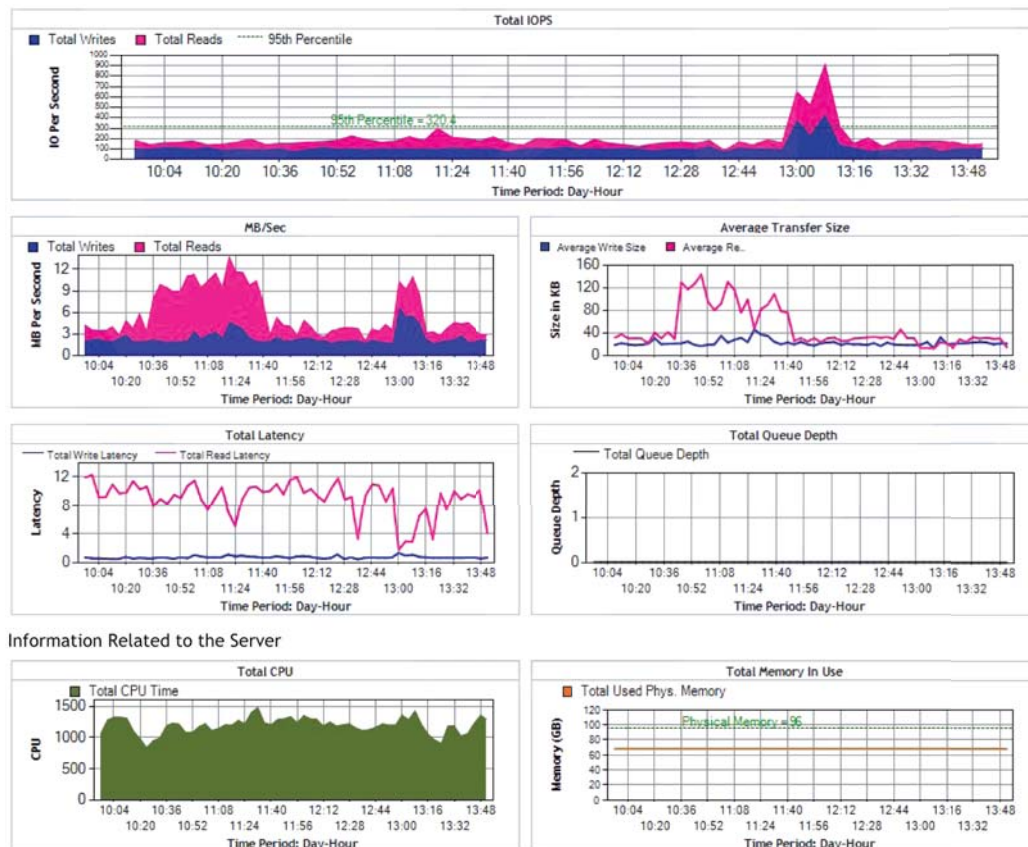 Total IOPS
Total Writes Total Reads 95th Percentile
IO Per Second
1000
900
800
700
600
500
400
300
200
100
0
95th Percentile = 320.4
10:04 10:20 10:36 10:52 11:08 11:24 11:40 11:56 12:12 12:28 12:44 13:00 13:16 13:32 13:48
Time Period: Day-Hour
MB/Sec
Total Writes Total Reads
MB Per Second
12
9
6
3
0
10:04 10:36 11:08 11:40 12:12 12:44 13:16 13:48
10:20 10:52 11:24 11:56 12:28 13:00 13:32
Time Period: Day-Hour
Average Transfer Size
Average Write Size Average Re..
Size in KB
160
120
80
40
0
10:04 10:36 11:08 11:40 12:12 12:44 13:16 13:48
10:20 10:52 11:24 11:56 12:28 13:00 13:32
Time Period: Day-Hour
Total Latency
Total Write Latency Total Read Latency
Latency
12
8
4
0
10:04 10:36 11:08 11:40 12:12 12:44 13:16 13:48
10:20 10:52 11:24 11:56 12:28 13:00 13:32
Time Period: Day-Hour
Total Queue Depth
Total Queue Depth
Queue Depth
2
1
0
10:04 10:36 11:08 11:40 12:12 12:44 13:16 13:48
10:20 10:52 11:24 11:56 12:28 13:00 13:32
Time Period: Day-Hour
Information Related to the Server
Total CPU
Total CPU Time
CPU
1500
1000
500
0
10:04 10:36 11:08 11:40 12:12 12:44 13:16 13:48
10:20 10:52 11:24 11:56 12:28 13:00 13:32
Time Period: Day-Hour
Total Memory In Use
Total Used Phys. Memory
Memory (GB)
120
100
80
60
40
20
0
Physical Memory = 96
10:04 10:36 11:08 11:40 12:12 12:44 13:16 13:48
10:20 10:52 11:24 11:56 12:28 13:00 13:32
Time Period: Day-Hour